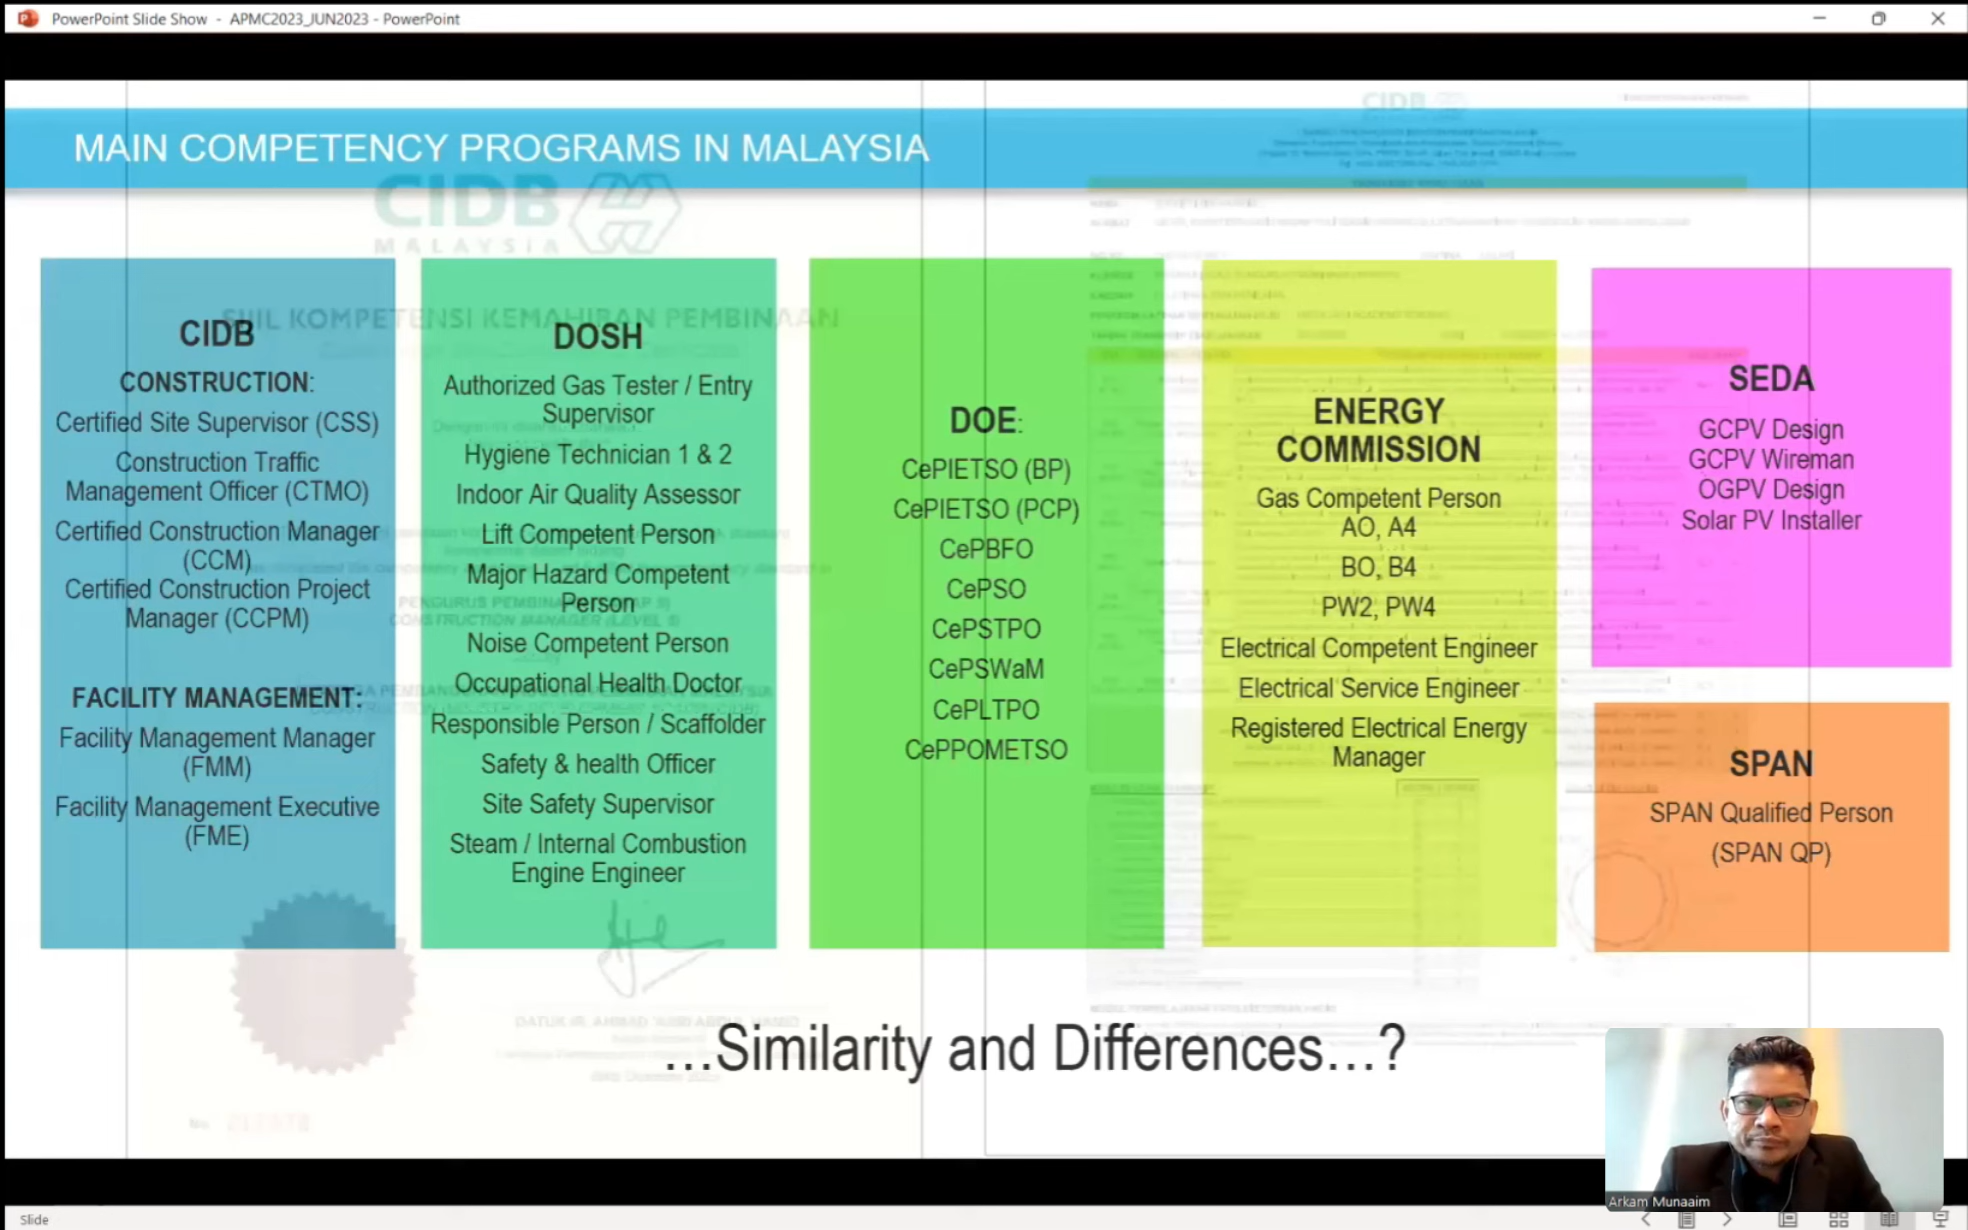 PowerPoint Slide Show - APMC2023_JUN2023 - PowerPoint
MAIN COMPETENCY PROGRAMS IN MALAYSIA
CIDB
MALAYSIA
SIJIL KOMPETENSI KEMAHIRAN PEMBINAAN
CIDB
CONSTRUCTION:
Certified Site Supervisor (CSS)
Construction Traffic
Management Officer (CTMO)
Certified Construction Manager
(CCM)
Certified Construction Project
Manager (CCPM)
FACILITY MANAGEMENT:
Facility Management Manager
(FMM)
Facility Management Executive
(FME)
DOSH
Authorized Gas Tester / Entry
Supervisor
Hygiene Technician 1 & 2
Indoor Air Quality Assessor
Lift Competent Person
Major Hazard Competent
Person
Noise Competent Person
Occupational Health Doctor
Responsible Person / Scaffolder
Safety & health Officer
Site Safety Supervisor
Steam / Internal Combustion
Engine Engineer
DOE:
CePIETSO (BP)
CePIETSO (PCP)
CePBFO
CePSO
CePSTPO
CePSWaM
CePLTPO
CePPOMETSO
ENERGY
COMMISSION
Gas Competent Person
AO, A4
BO, B4
PW2, PW4
Electrical Competent Engineer
Electrical Service Engineer
Registered Electrical Energy
Manager
SEDA
GCPV Design
GCPV Wireman
OGPV Design
Solar PV Installer
SPAN
SPAN Qualified Person
(SPAN QP)
...Similarity and Differences...?
Arkam Munaaim
Slide